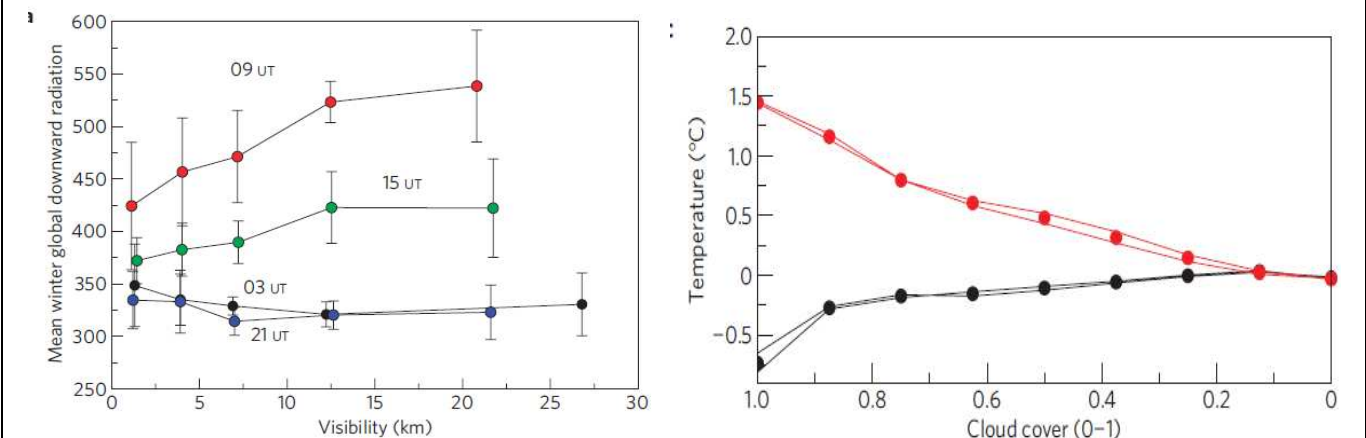 a
600
550
500
450
400
350
300
250
Mean winter global downward radiation
09 UT
15 UT
03 UT
21 UT
0 5 10 15 20 25 30
Visibility (km)
2.0
1.5
1.0
0.5
0
−0.5
Temperature (°C)
1.0 0.8 0.6 0.4 0.2 0
Cloud cover (0−1)